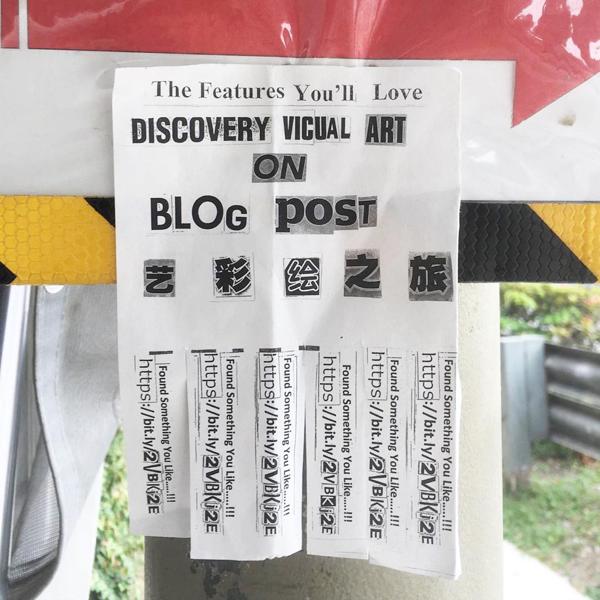 The Features You'll Love
DISCOVERY VICUAL ART
ON
BLOG POST
艺 彩 绘 之 旅
Found Something You Like.....!!!
https://bit.ly/2VBKi2E
Found Something You Like.....!!!
https://bit.ly/2VBKi2E
Found Something You Like.....!!!
https://bit.ly/2VBKi2E
Found Something You Like.....!!!
https://bit.ly/2VBKi2E
Found Something You Like.....!!!
https://bit.ly/2VBKi2E
Found Something You Like.....!!!
https://bit.ly/2VBKi2E